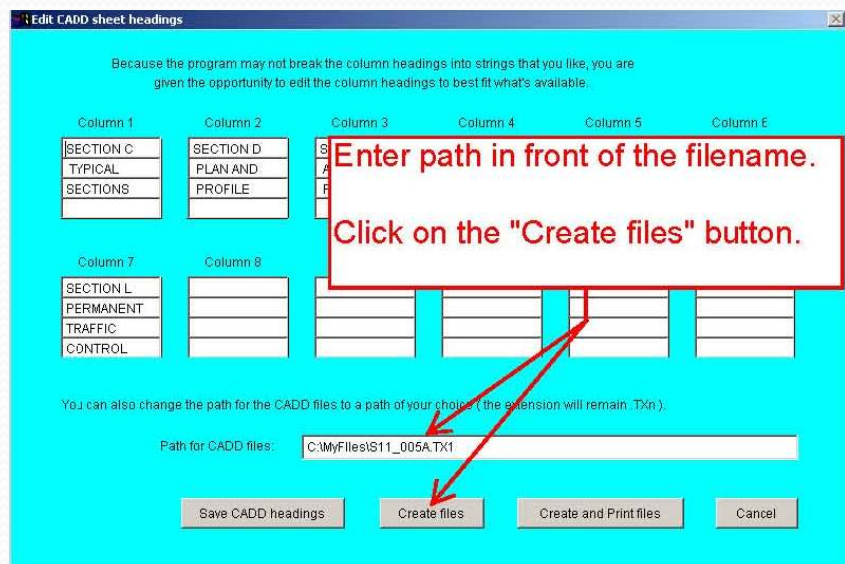 Edit CADD sheet headings
Because the program may not break the column headings into strings that you like, you are
given the opportunity to edit the column headings to best fit what's available.
Column 1 Column 2 Column 3 Column 4 Column 5 Column 6
SECTION C SECTION D S
TYPICAL PLAN AND
SECTIONS PROFILE
Enter path in front of the filename.
Click on the "Create files" button.
Column 7 Column 8
SECTION L
PERMANENT
TRAFFIC
CONTROL
You can also change the path for the CADD files to a path of your choice ( the extension will remain .TXn ).
Path for CADD files: C:\MyFIles\S11_005A.TX1
Save CADD headings Create files Create and Print files Cancel